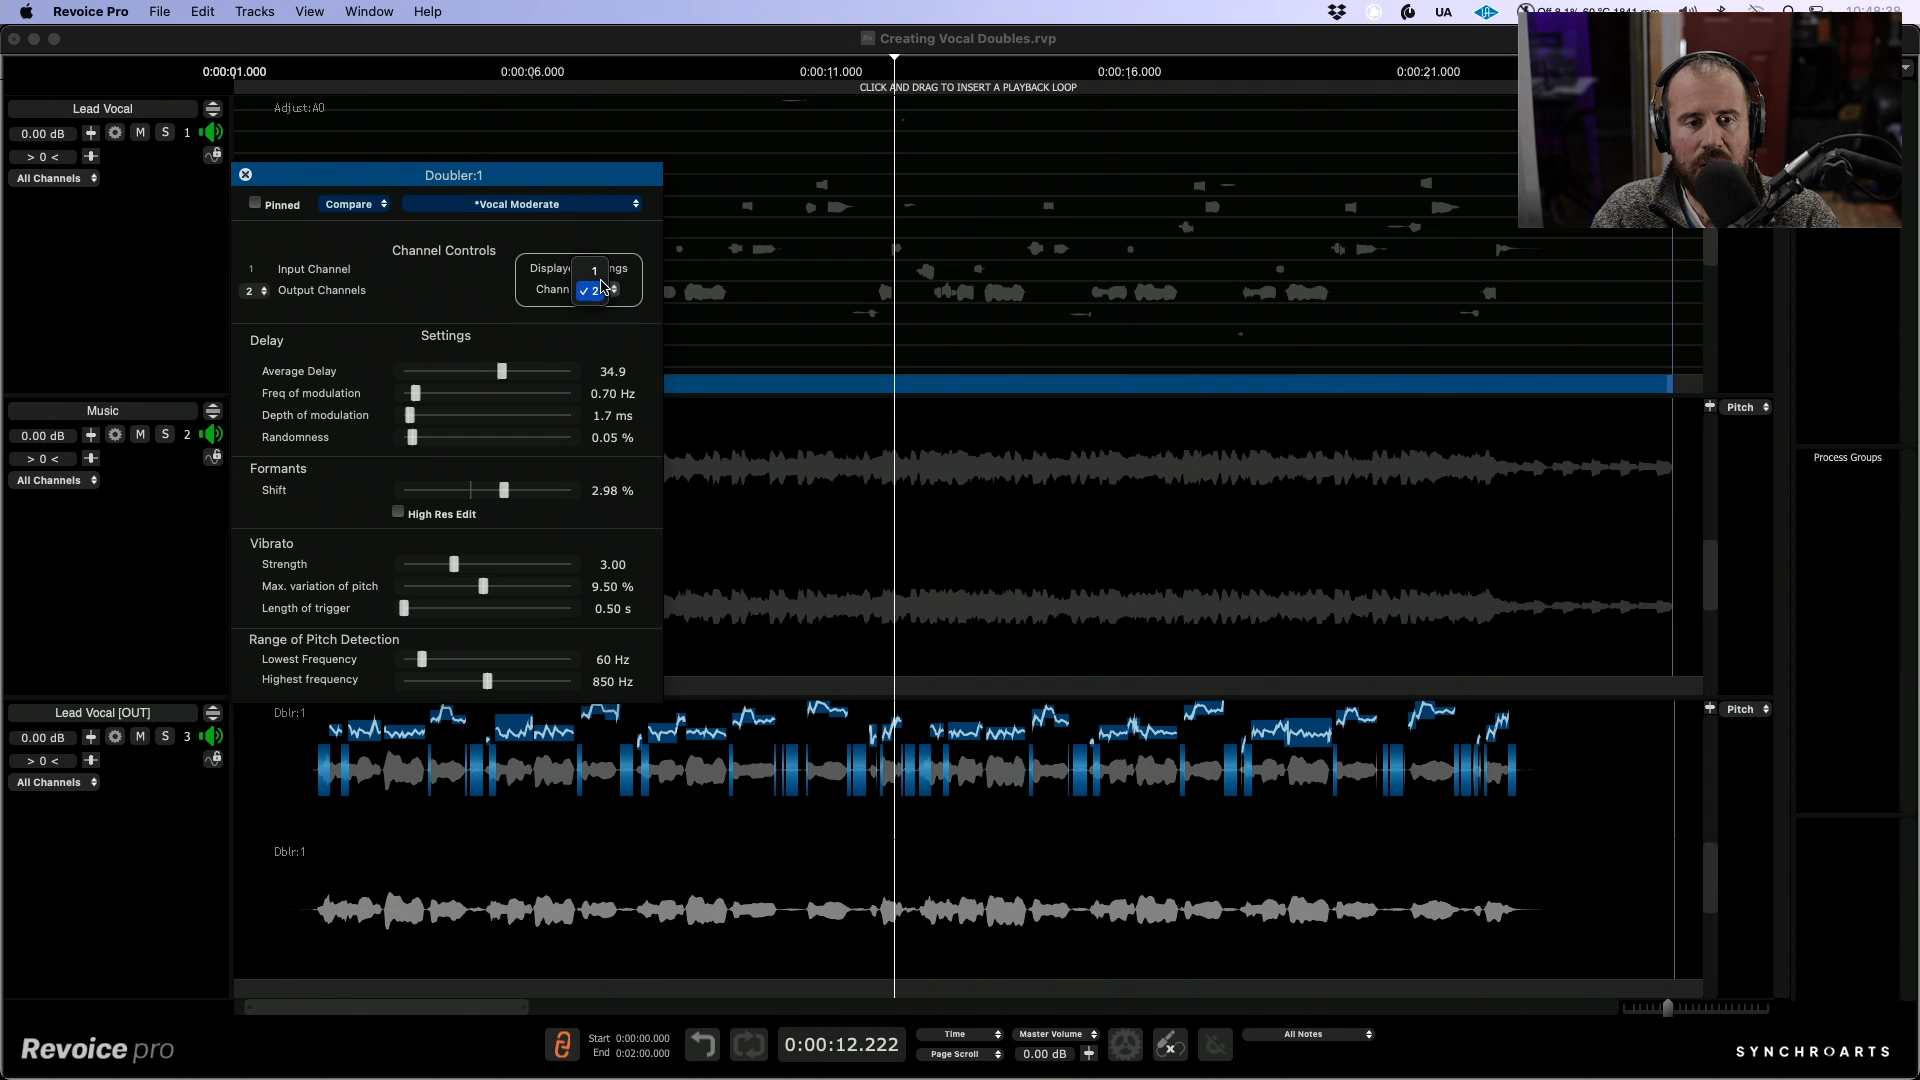 Revoice Pro File Edit Tracks View Window Help
UA
Creating Vocal Doubles.rvp
0:00:01.000 0:00:06.000 0:00:11.000 0:00:16.000 0:00:21.000
CLICK AND DRAG TO INSERT A PLAYBACK LOOP
Lead Vocal
0.00 dB M S 1
> 0 <
All Channels
Adjust:A0
Doubler:1
Pinned Compare *Vocal Moderate
Channel Controls
1 Input Channel
2 Output Channels
1
2
Settings
Delay
Average Delay 34.9
Freq of modulation 0.70 Hz
Depth of modulation 1.7 ms
Randomness 0.05 %
Formants
Shift 2.98 %
High Res Edit
Vibrato
Strength 3.00
Max. variation of pitch 9.50 %
Length of trigger 0.50 s
Range of Pitch Detection
Lowest Frequency 60 Hz
Highest frequency 850 Hz
Music
0.00 dB M S 2
> 0 <
All Channels
Pitch
Process Groups
Lead Vocal [OUT]
0.00 dB M S 3
> 0 <
All Channels
Dblr:1
Dblr:1
Pitch
Revoice pro
Start 0:00:00.000
End 0:02:00.000
0:00:12.222
Time
Page Scroll
Master Volume
0.00 dB
All Notes
SYNCHROARTS